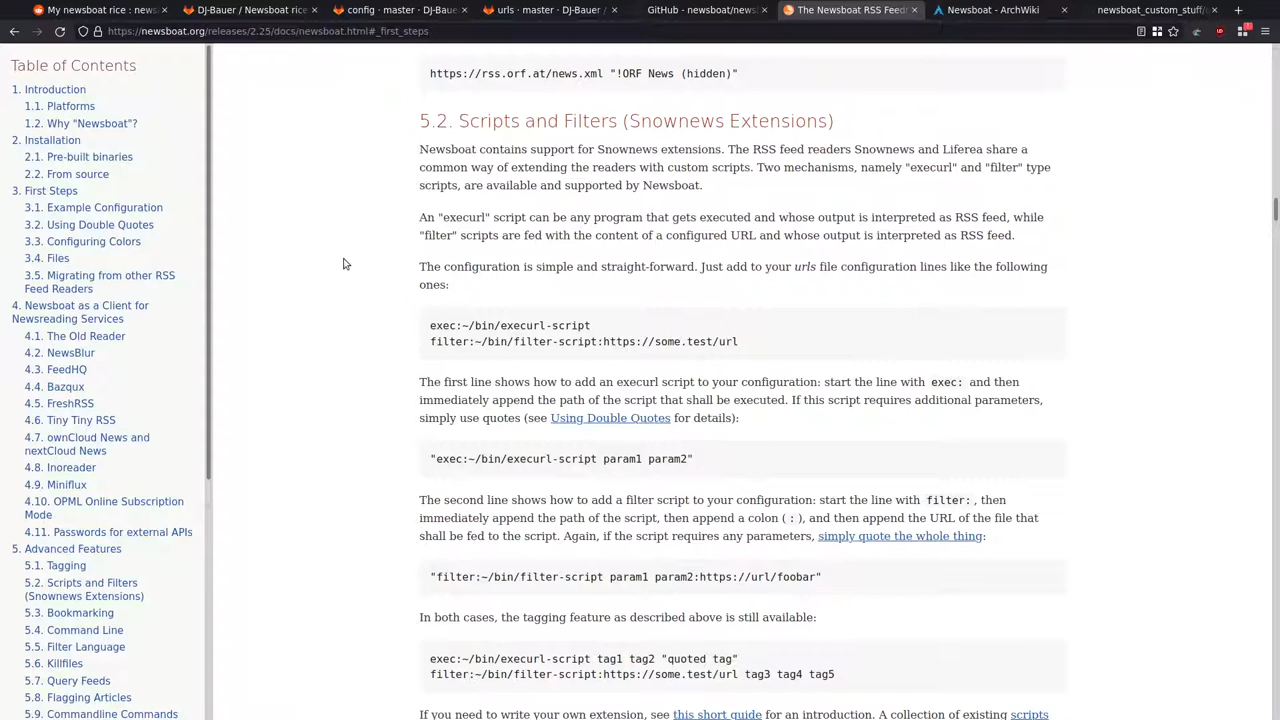 My newsboat rice : news
DJ-Bauer / Newsboat rice
config · master · DJ-Baue
urls · master · DJ-Bauer /
GitHub - newsboat/news
The Newsboat RSS Feed
Newsboat - ArchWiki
newsboat_custom_stuff/
https://newsboat.org/releases/2.25/docs/newsboat.html#_first_steps
Table of Contents
1. Introduction
1.1. Platforms
1.2. Why "Newsboat"?
2. Installation
2.1. Pre-built binaries
2.2. From source
3. First Steps
3.1. Example Configuration
3.2. Using Double Quotes
3.3. Configuring Colors
3.4. Files
3.5. Migrating from other RSS
Feed Readers
4. Newsboat as a Client for
Newsreading Services
4.1. The Old Reader
4.2. NewsBlur
4.3. FeedHQ
4.4. Bazqux
4.5. FreshRSS
4.6. Tiny Tiny RSS
4.7. ownCloud News and
nextCloud News
4.8. Inoreader
4.9. Miniflux
4.10. OPML Online Subscription
Mode
4.11. Passwords for external APIs
5. Advanced Features
5.1. Tagging
5.2. Scripts and Filters
(Snownews Extensions)
5.3. Bookmarking
5.4. Command Line
5.5. Filter Language
5.6. Killfiles
5.7. Query Feeds
5.8. Flagging Articles
5.9. Commandline Commands
https://rss.orf.at/news.xml "!ORF News (hidden)"
5.2. Scripts and Filters (Snownews Extensions)
Newsboat contains support for Snownews extensions. The RSS feed readers Snownews and Liferea share a
common way of extending the readers with custom scripts. Two mechanisms, namely "execurl" and "filter" type
scripts, are available and supported by Newsboat.
An "execurl" script can be any program that gets executed and whose output is interpreted as RSS feed, while
"filter" scripts are fed with the content of a configured URL and whose output is interpreted as RSS feed.
The configuration is simple and straight-forward. Just add to your urls file configuration lines like the following
ones:
exec:~/bin/execurl-script
filter:~/bin/filter-script:https://some.test/url
The first line shows how to add an execurl script to your configuration: start the line with exec: and then
immediately append the path of the script that shall be executed. If this script requires additional parameters,
simply use quotes (see Using Double Quotes for details):
"exec:~/bin/execurl-script param1 param2"
The second line shows how to add a filter script to your configuration: start the line with filter:, then
immediately append the path of the script, then append a colon (:), and then append the URL of the file that
shall be fed to the script. Again, if the script requires any parameters, simply quote the whole thing:
"filter:~/bin/filter-script param1 param2:https://url/foobar"
In both cases, the tagging feature as described above is still available:
exec:~/bin/execurl-script tag1 tag2 "quoted tag"
filter:~/bin/filter-script:https://some.test/url tag3 tag4 tag5
If you need to write your own extension, see this short guide for an introduction. A collection of existing scripts